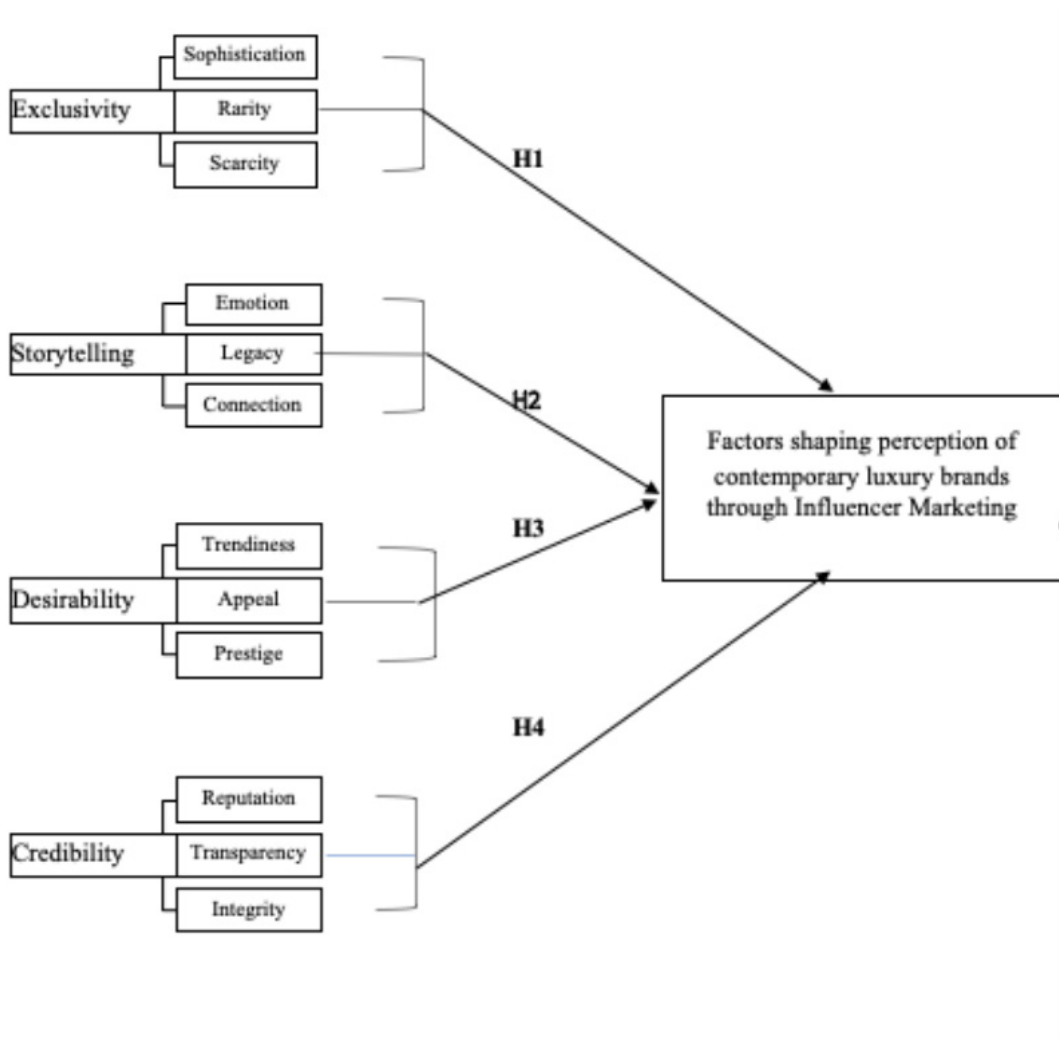 Sophistication
Exclusivity
Rarity
Scarcity
H1
Emotion
Storytelling
Legacy
Connection
H2
Factors shaping perception of
contemporary luxury brands
through Influencer Marketing
H3
Trendiness
Desirability
Appeal
Prestige
H4
Reputation
Credibility
Transparency
Integrity